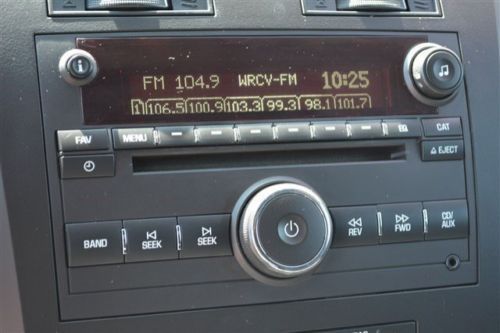 i
FM 104.9 WRCV-FM 10:25
1 106.5 100.9 103.3 99.3 98.1 101.7
FAV MENU EQ CAT
EJECT
BAND SEEK SEEK REV FWD CD/
AUX